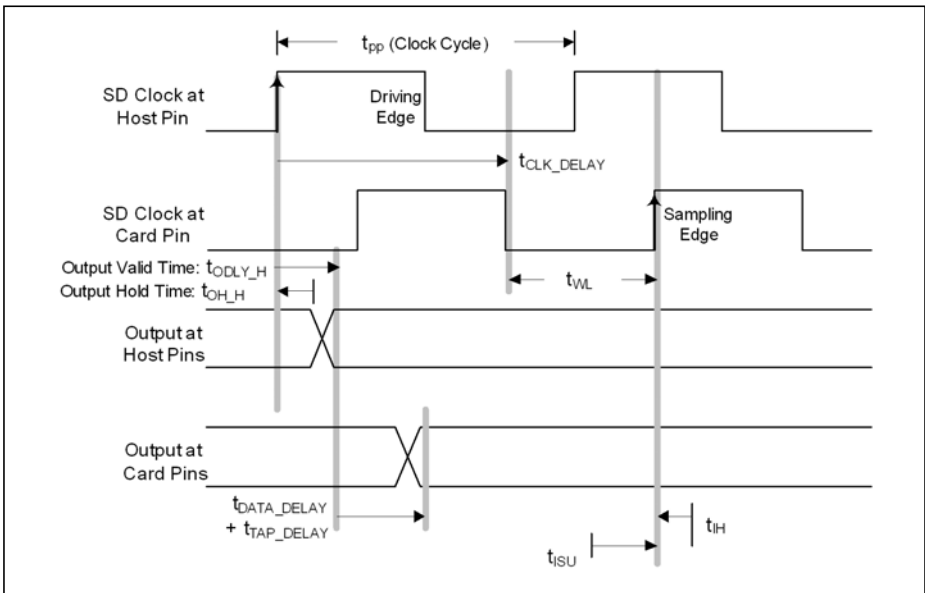 tpp (Clock Cycle)
SD Clock at
Host Pin
Driving
Edge
tCLK_DELAY
SD Clock at
Card Pin
Sampling
Edge
Output Valid Time: tODLY_H
Output Hold Time: tOH_H
tWL
Output at
Host Pins
Output at
Card Pins
tDATA_DELAY
+ tTAP_DELAY
tIH
tISU